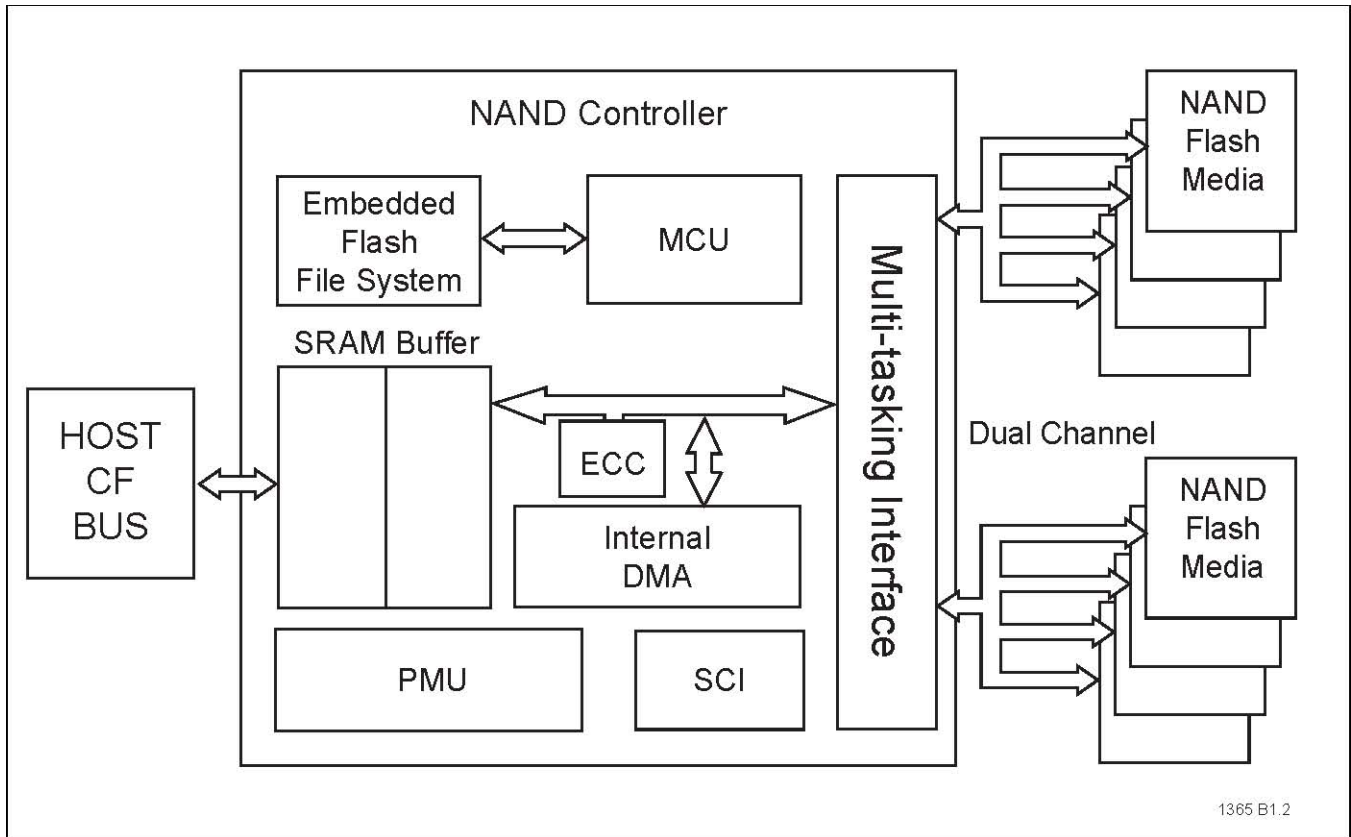 NAND Controller
Embedded
Flash
File System
MCU
SRAM Buffer
HOST
CF
BUS
ECC
Internal
DMA
PMU
SCI
Multi-tasking Interface
NAND
Flash
Media
Dual Channel
NAND
Flash
Media
1365 B1.2